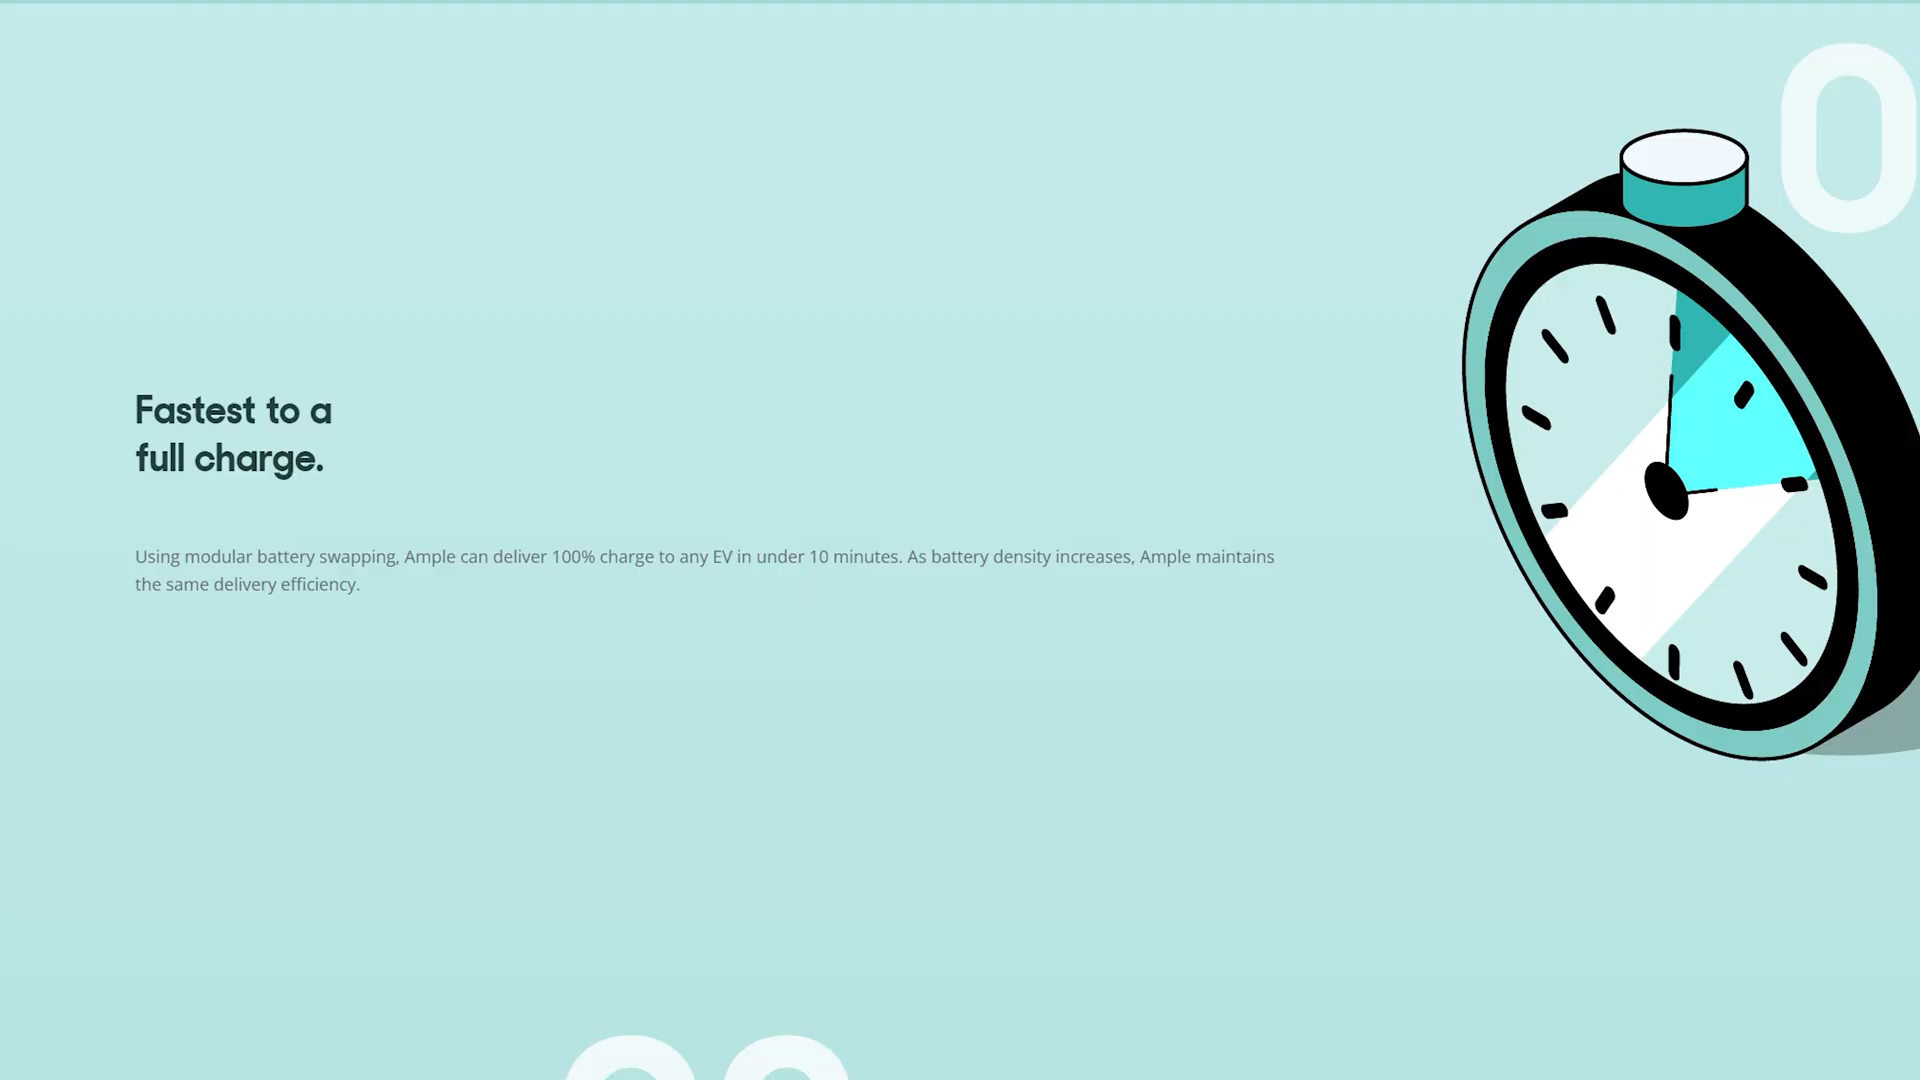 0
Fastest to a
full charge.
Using modular battery swapping, Ample can deliver 100% charge to any EV in under 10 minutes. As battery density increases, Ample maintains
the same delivery efficiency.